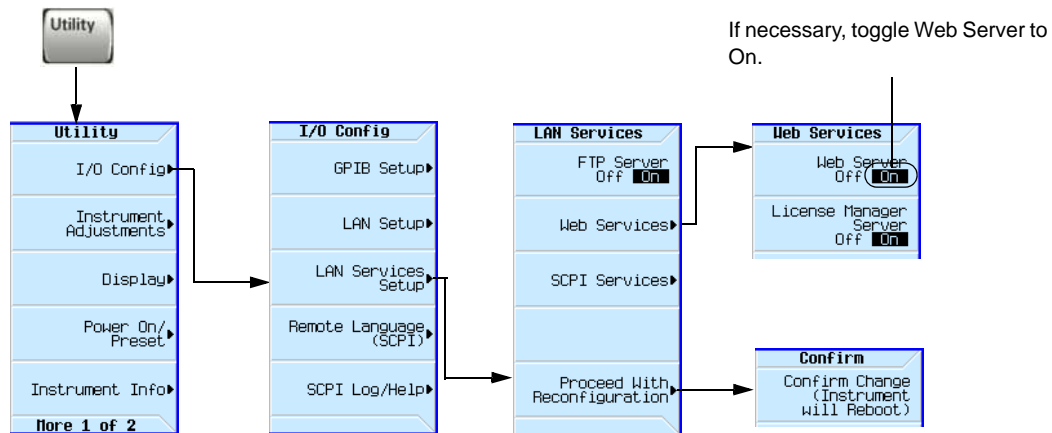 Utility
If necessary, toggle Web Server to
On.
Utility
I/O Config
Instrument
Adjustments
Display
Power On/
Preset
Instrument Info
More 1 of 2
I/O Config
GPIB Setup
LAN Setup
LAN Services
Setup
Remote Language
(SCPI)
SCPI Log/Help
LAN Services
FTP Server
Off On
Web Services
SCPI Services
Proceed With
Reconfiguration
Web Services
Web Server
Off On
License Manager
Server
Off On
Confirm
Confirm Change
(Instrument
will Reboot)